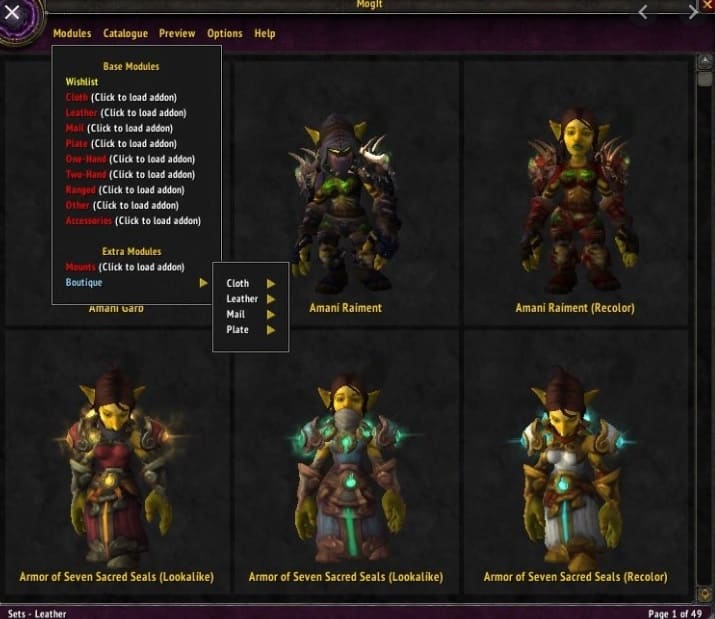 MogIt
Modules Catalogue Preview Options Help
Base Modules
Wishlist
Cloth (Click to load addon)
Leather (Click to load addon)
Mail (Click to load addon)
Plate (Click to load addon)
One-Hand (Click to load addon)
Two-Hand (Click to load addon)
Ranged (Click to load addon)
Other (Click to load addon)
Accessories (Click to load addon)
Extra Modules
Mounts (Click to load addon)
Boutique
Cloth
Leather
Mail
Plate
Amani Garb
Amani Raiment
Amani Raiment (Recolor)
Armor of Seven Sacred Seals (Lookalike)
Armor of Seven Sacred Seals (Lookalike)
Armor of Seven Sacred Seals (Recolor)
Sets - Leather
Page 1 of 49